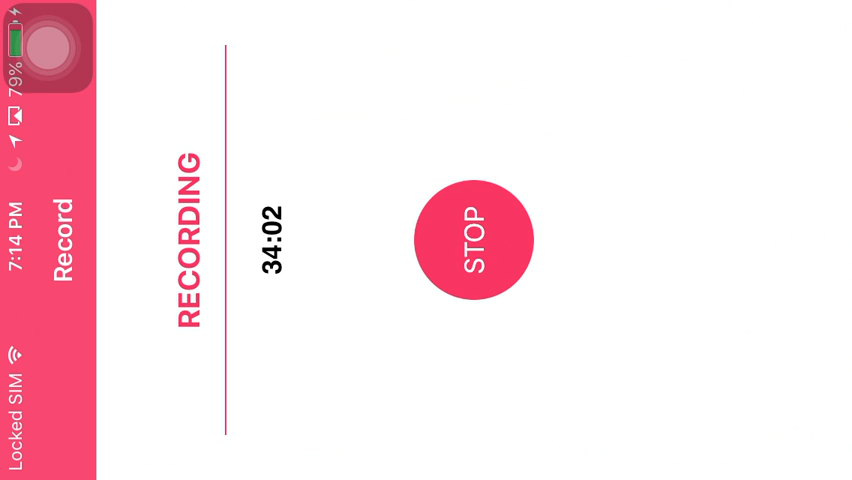 Locked SIM 7:14 PM 79%
Record
RECORDING
34:02
STOP